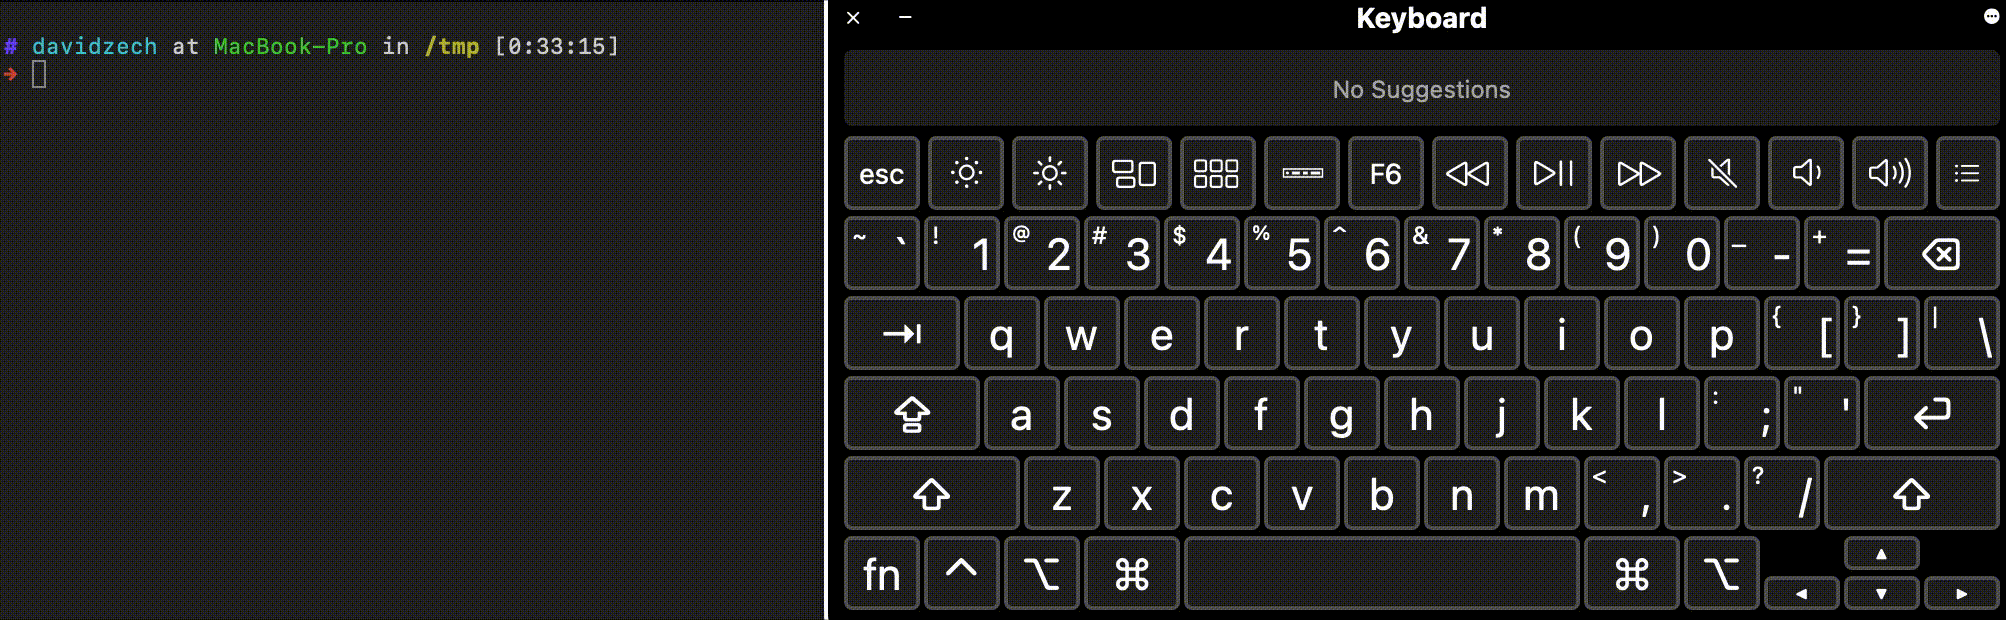 # davidzech at MacBook-Pro in /tmp [0:33:15]
➜
Keyboard
No Suggestions
esc F6
~ ` ! 1 @ 2 # 3 $ 4 % 5 ^ 6 & 7 * 8 ( 9 ) 0 _ - + =
q w e r t y u i o p { [ } ] | \
a s d f g h j k l : ; " '
z x c v b n m < , > . ? /
fn ^ ⌥ ⌘ ⌘ ⌥